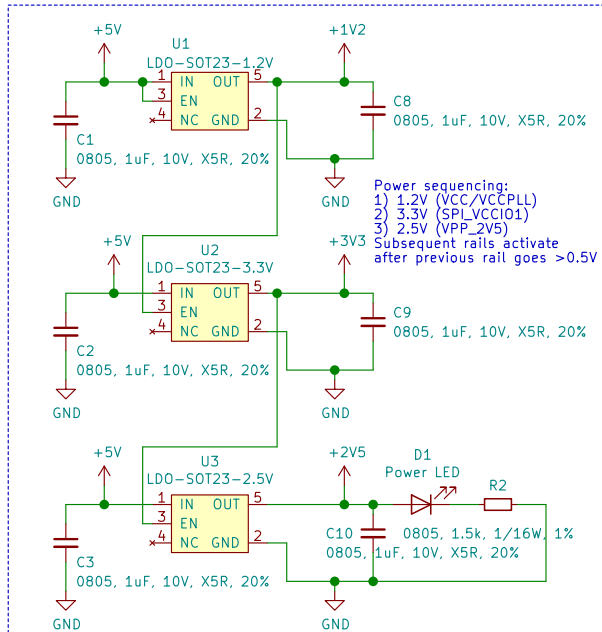 +5V
U1
LDO-SOT23-1.2V
+1V2
1 IN OUT 5
3 EN
4 NC GND 2
C1
0805, 1uF, 10V, X5R, 20%
C8
0805, 1uF, 10V, X5R, 20%
GND
GND
Power sequencing:
1) 1.2V (VCC/VCCPLL)
2) 3.3V (SPI_VCCIO1)
3) 2.5V (VPP_2V5)
Subsequent rails activate
after previous rail goes >0.5V
+5V
U2
LDO-SOT23-3.3V
+3V3
1 IN OUT 5
3 EN
4 NC GND 2
C2
0805, 1uF, 10V, X5R, 20%
C9
0805, 1uF, 10V, X5R, 20%
GND
GND
+5V
U3
LDO-SOT23-2.5V
+2V5
D1
Power LED
R2
0805, 1.5k, 1/16W, 1%
1 IN OUT 5
3 EN
4 NC GND 2
C3
0805, 1uF, 10V, X5R, 20%
C10
0805, 1uF, 10V, X5R, 20%
GND
GND